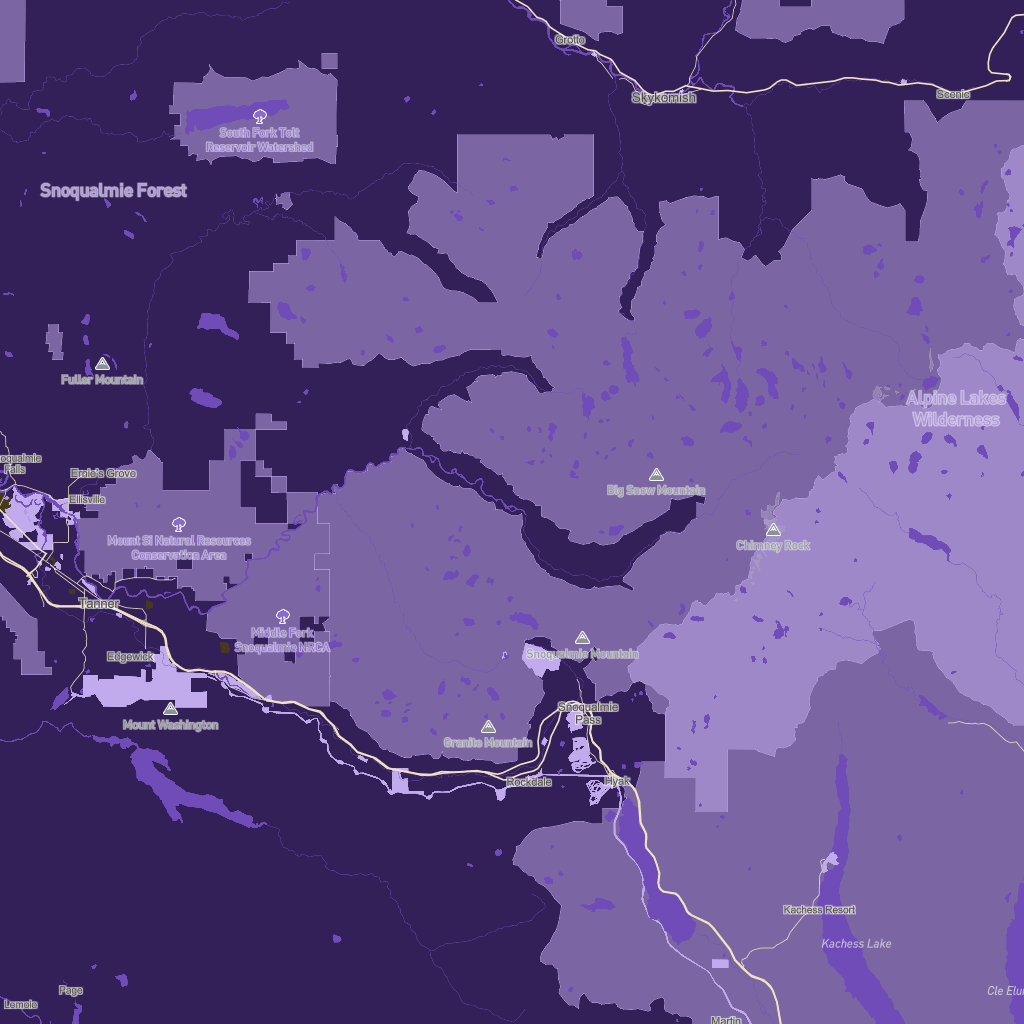 Grotto
Skykomish
Scenic
South Fork Tolt
Reservoir Watershed
Snoqualmie Forest
Fuller Mountain
Alpine Lakes
Wilderness
oqualmie
Falls
Ernie's Grove
Ellisville
Big Snow Mountain
Mount Si Natural Resources
Conservation Area
Chimney Rock
Tanner
Middle Fork
Snoqualmie NRCA
Edgewick
Snoqualmie Mountain
Mount Washington
Snoqualmie
Pass
Granite Mountain
Rockdale
Hyak
Kachess Resort
Kachess Lake
Page
Lemolo
Cle Elu
Martin